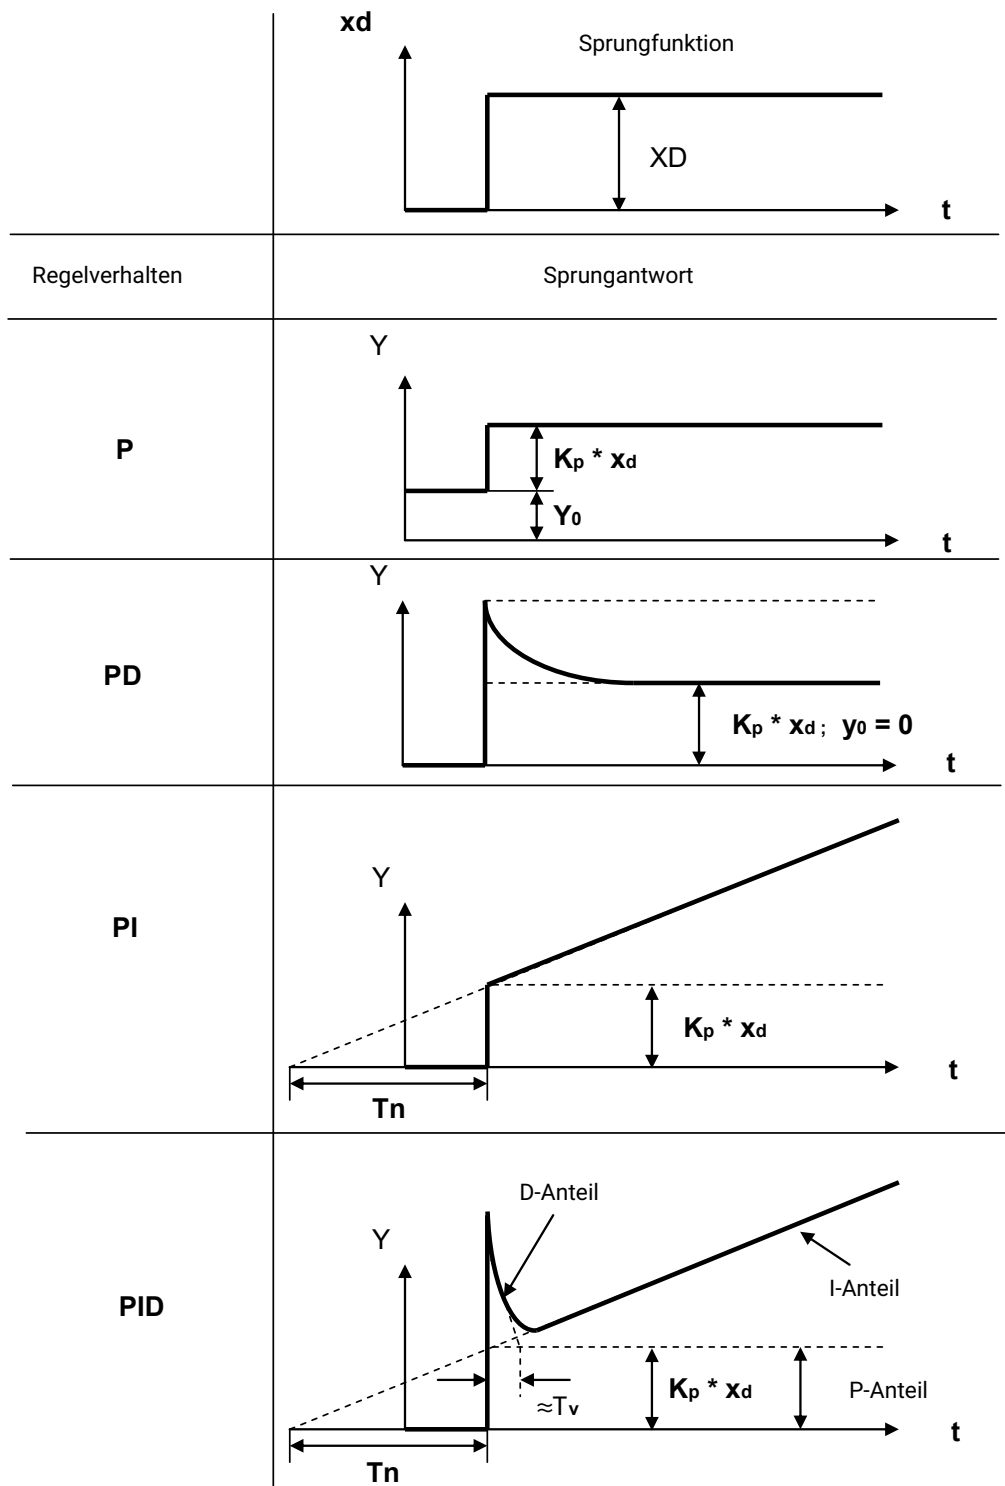 xd
Sprungfunktion
XD
t
Regelverhalten
Sprungantwort
Y
P
Kp * xd
Y0
t
Y
PD
Kp * xd ; y0 = 0
t
Y
PI
Kp * xd
t
Tn
D-Anteil
Y
I-Anteil
PID
Kp * xd
P-Anteil
≈Tv
t
Tn